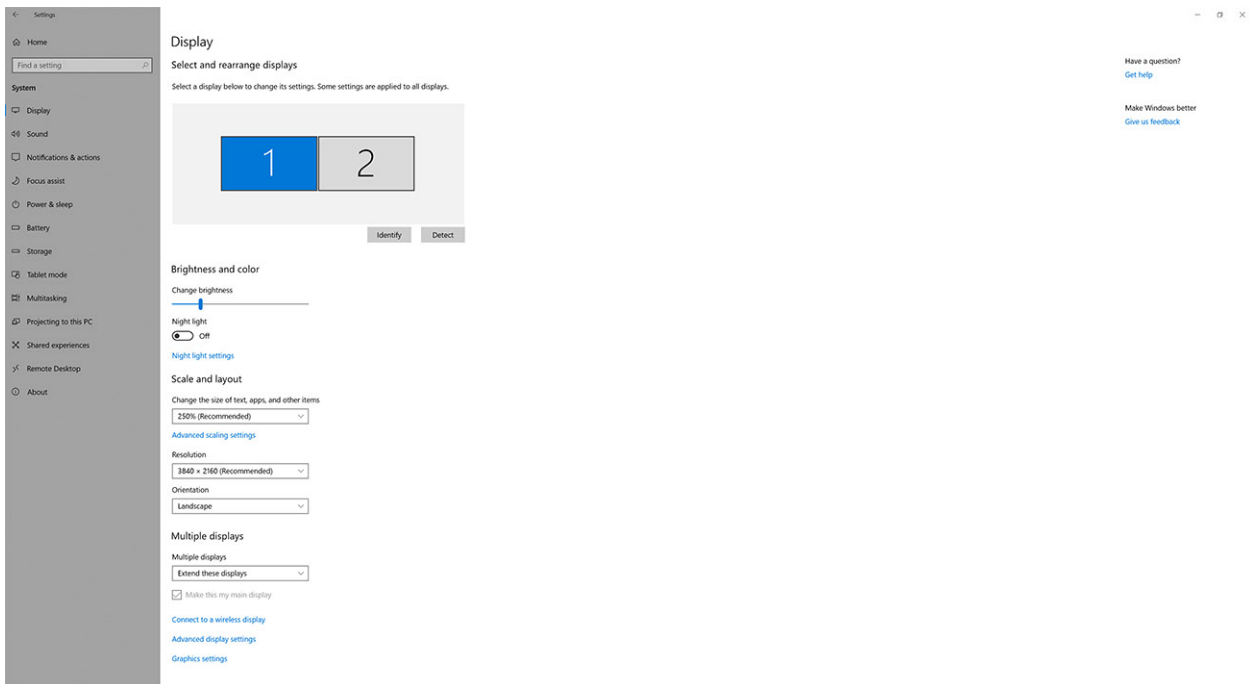 Settings
Home
Find a setting
System
Display
Sound
Notifications & actions
Focus assist
Power & sleep
Battery
Storage
Tablet mode
Multitasking
Projecting to this PC
Shared experiences
Remote Desktop
About
Display
Select and rearrange displays
Select a display below to change its settings. Some settings are applied to all displays.
1 2
Identify Detect
Brightness and color
Change brightness
Night light
Off
Night light settings
Scale and layout
Change the size of text, apps, and other items
250% (Recommended)
Advanced scaling settings
Resolution
3840 × 2160 (Recommended)
Orientation
Landscape
Multiple displays
Multiple displays
Extend these displays
Make this my main display
Connect to a wireless display
Advanced display settings
Graphics settings
Have a question?
Get help
Make Windows better
Give us feedback